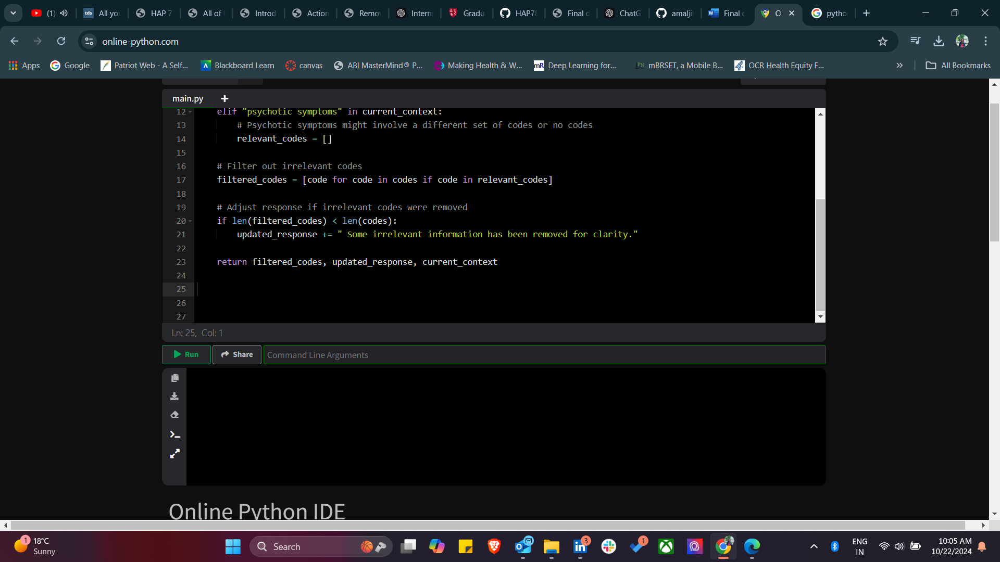 (1)
All you
HAP 7
All of
Introd
Action
Remov
Intern
Gradu
HAP78
Final c
ChatG
amalji
Final c
O
pytho
online-python.com
Apps
Google
Patriot Web - A Self...
Blackboard Learn
canvas
ABI MasterMind® P...
Making Health & W...
Deep Learning for...
mBRSET, a Mobile B...
OCR Health Equity F...
All Bookmarks
main.py
12 elif "psychotic symptoms" in current_context:
13 # Psychotic symptoms might involve a different set of codes or no codes
14 relevant_codes = []
15
16 # Filter out irrelevant codes
17 filtered_codes = [code for code in codes if code in relevant_codes]
18
19 # Adjust response if irrelevant codes were removed
20 if len(filtered_codes) < len(codes):
21 updated_response += " Some irrelevant information has been removed for clarity."
22
23 return filtered_codes, updated_response, current_context
24
25
26
27
Ln: 25, Col: 1
Run
Share
Command Line Arguments
Online Python IDE
1
18°C
Sunny
Search
3
1
ENG
IN
10:05 AM
10/22/2024